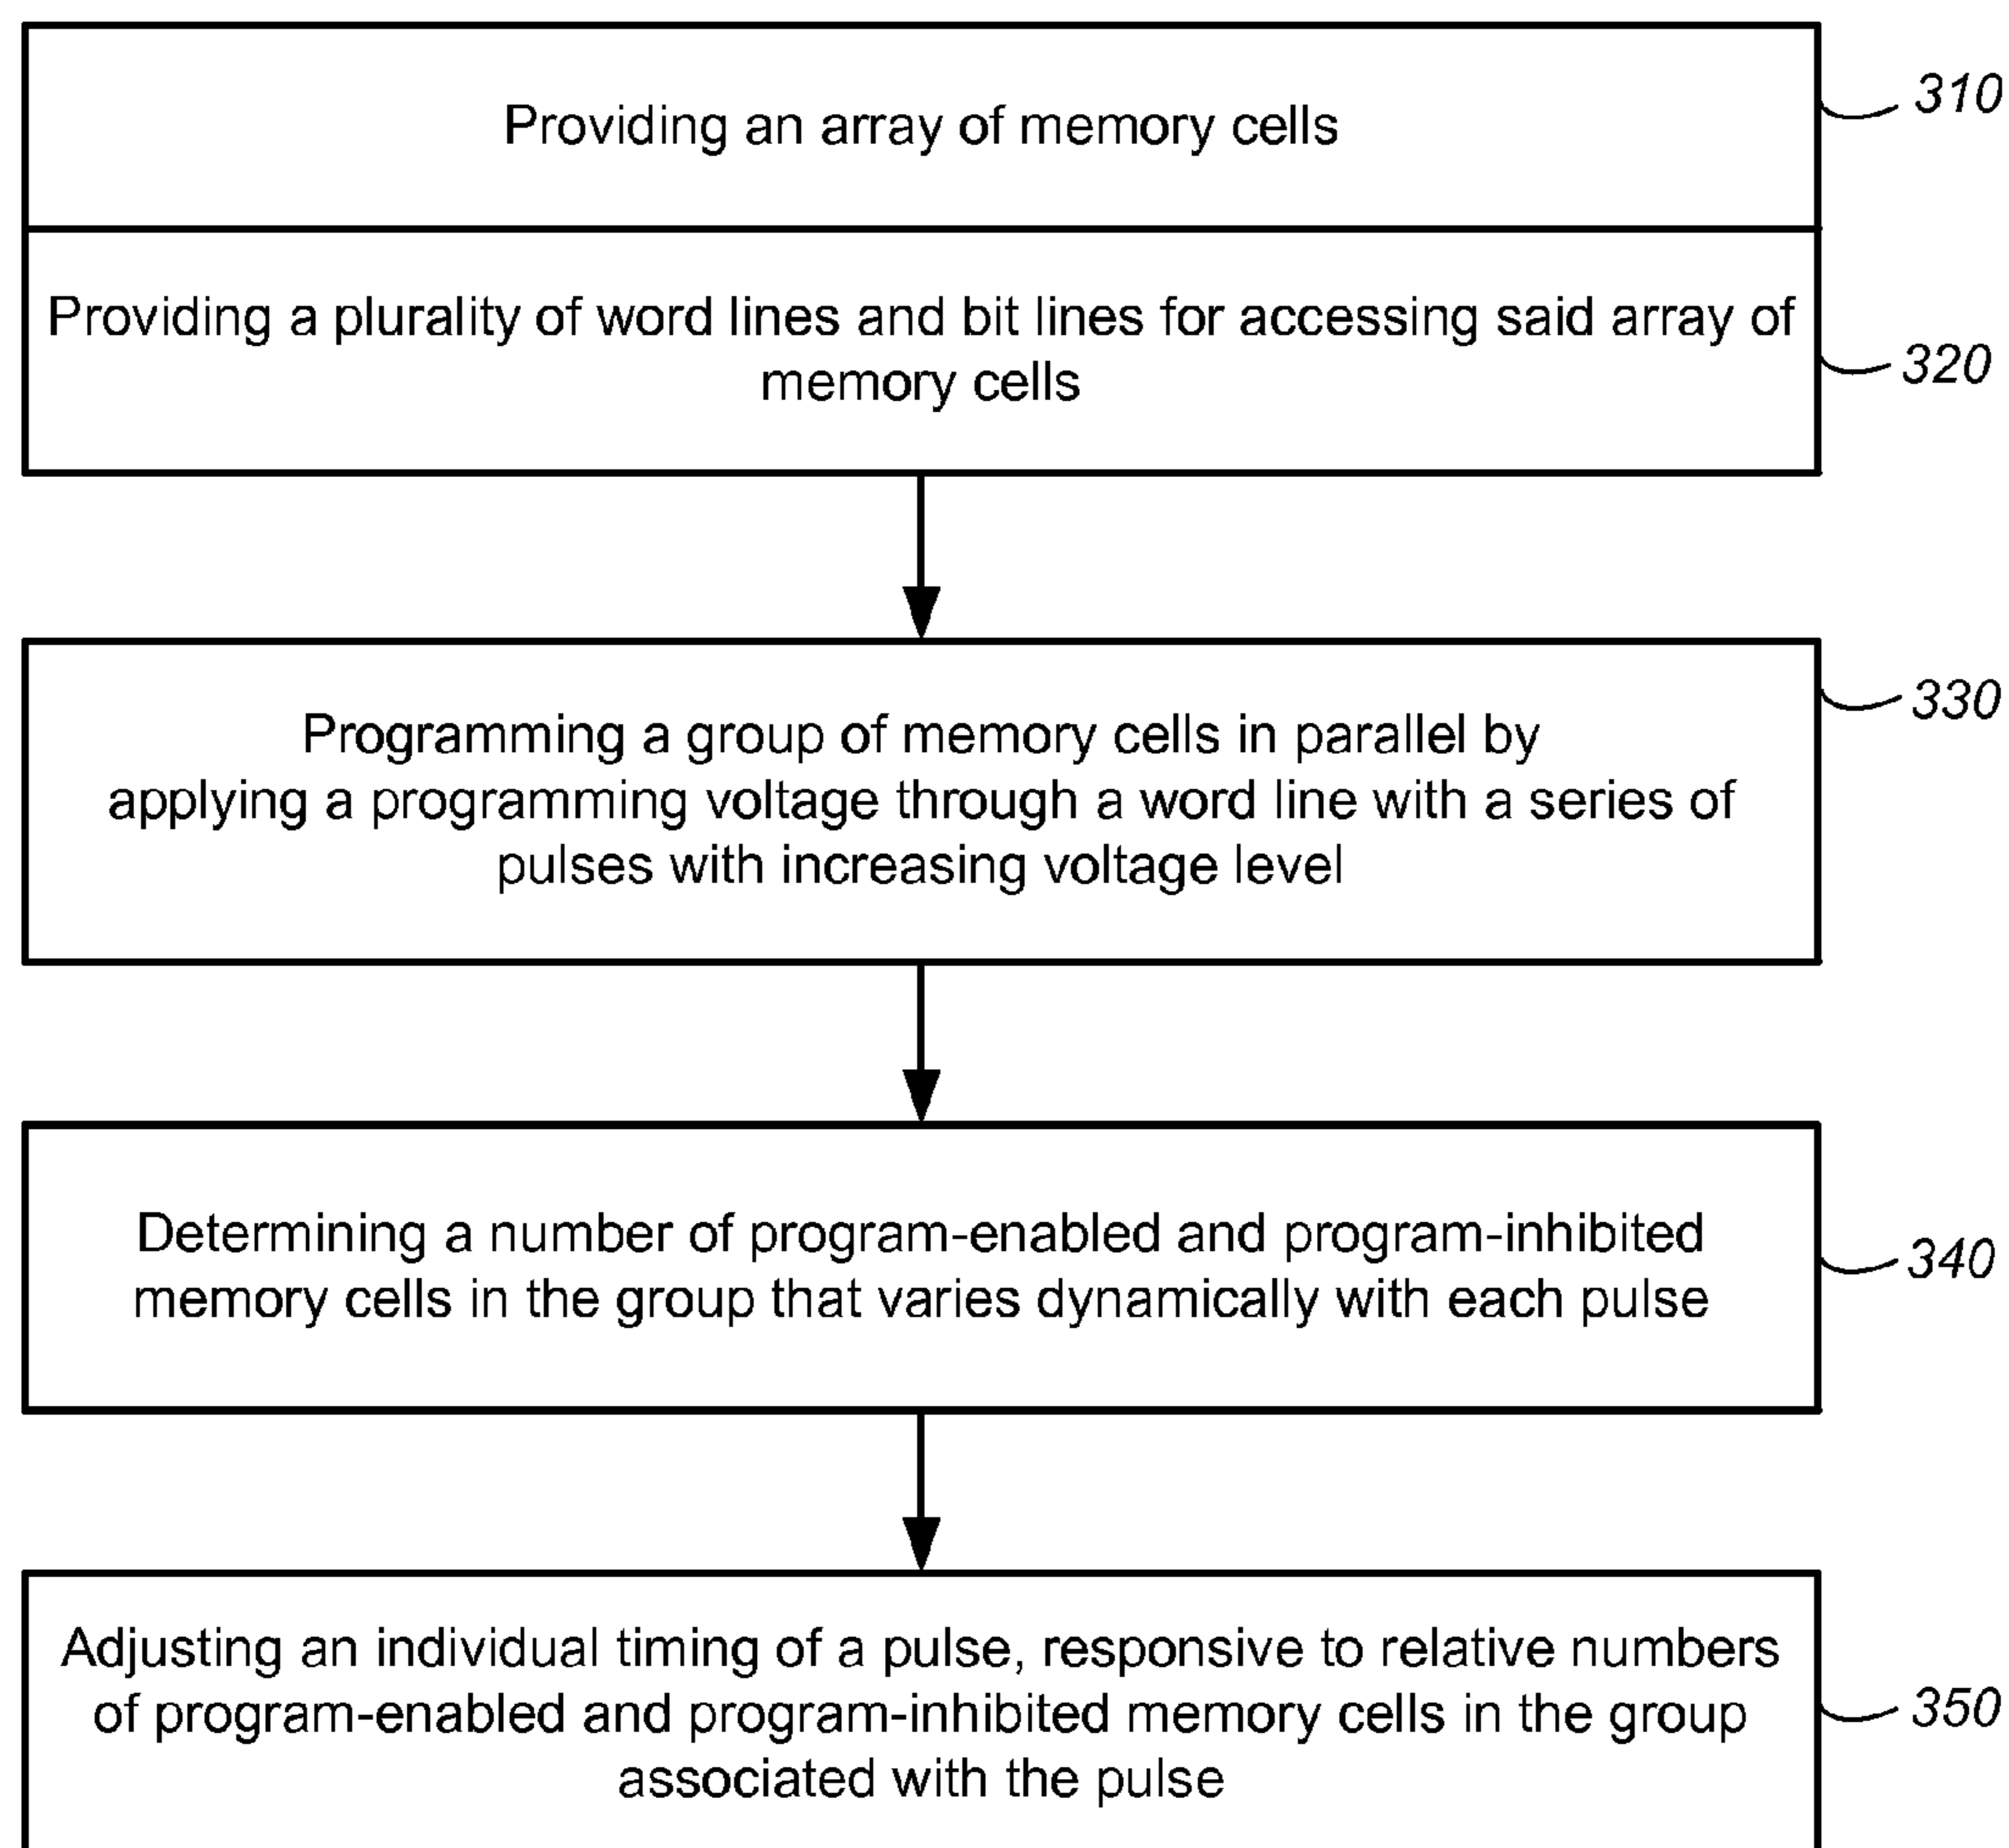 Providing an array of memory cells
310
Providing a plurality of word lines and bit lines for accessing said array of
memory cells
320
Programming a group of memory cells in parallel by
applying a programming voltage through a word line with a series of
pulses with increasing voltage level
330
Determining a number of program-enabled and program-inhibited
memory cells in the group that varies dynamically with each pulse
340
Adjusting an individual timing of a pulse, responsive to relative numbers
of program-enabled and program-inhibited memory cells in the group
associated with the pulse
350